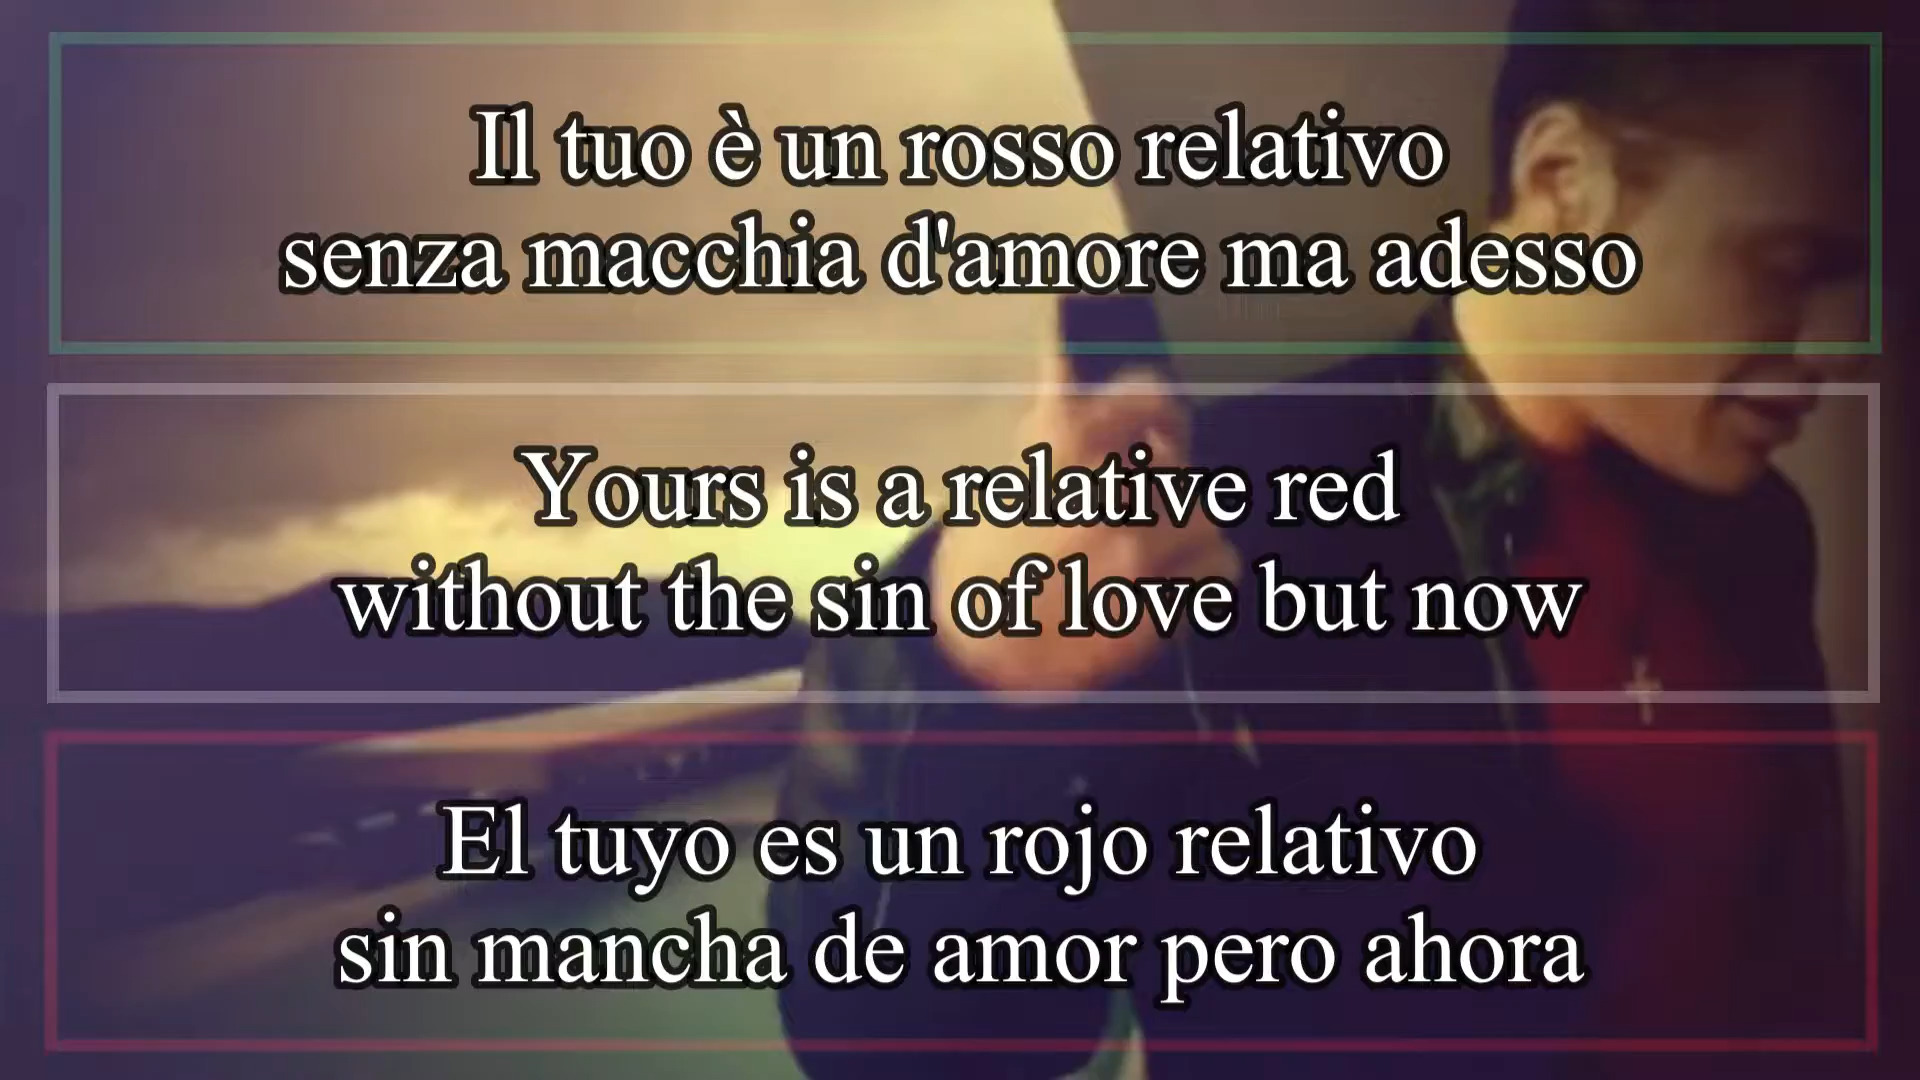 Il tuo è un rosso relativo
senza macchia d'amore ma adesso
Yours is a relative red
without the sin of love but now
El tuyo es un rojo relativo
sin mancha de amor pero ahora